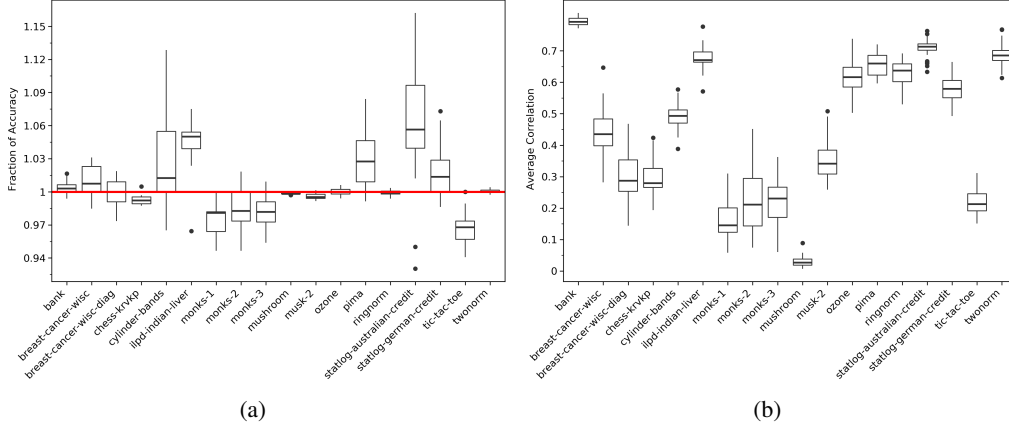 1.15
1.12
1.09
1.06
1.03
1
0.97
0.94
Fraction of Accuracy
bank
breast-cancer-wisc
breast-cancer-wisc-diag
chess-krvkp
cylinder-bands
ilpd-indian-liver
monks-1
monks-2
monks-3
mushroom
musk-2
ozone
pima
ringnorm
statlog-australian-credit
statlog-german-credit
tic-tac-toe
twonorm
(a)
0.7
0.6
0.5
0.4
0.3
0.2
0.1
0
Average Correlation
bank
breast-cancer-wisc
breast-cancer-wisc-diag
chess-krvkp
cylinder-bands
ilpd-indian-liver
monks-1
monks-2
monks-3
mushroom
musk-2
ozone
pima
ringnorm
statlog-australian-credit
statlog-german-credit
tic-tac-toe
twonorm
(b)